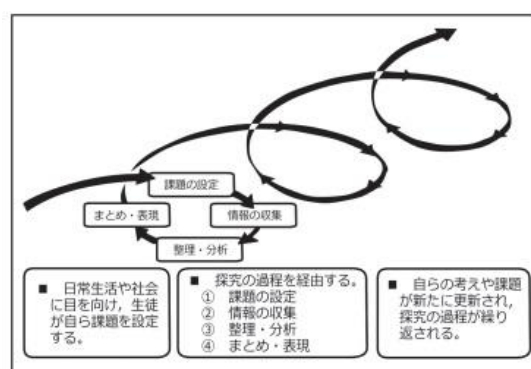 課題の設定
まとめ・表現
情報の収集
整理・分析
■ 日常生活や社会
に目を向け，生徒
が自ら課題を設定
する。
■ 探究の過程を経由する。
① 課題の設定
② 情報の収集
③ 整理・分析
④ まとめ・表現
■ 自らの考えや課題
が新たに更新され，
探究の過程が繰り
返される。